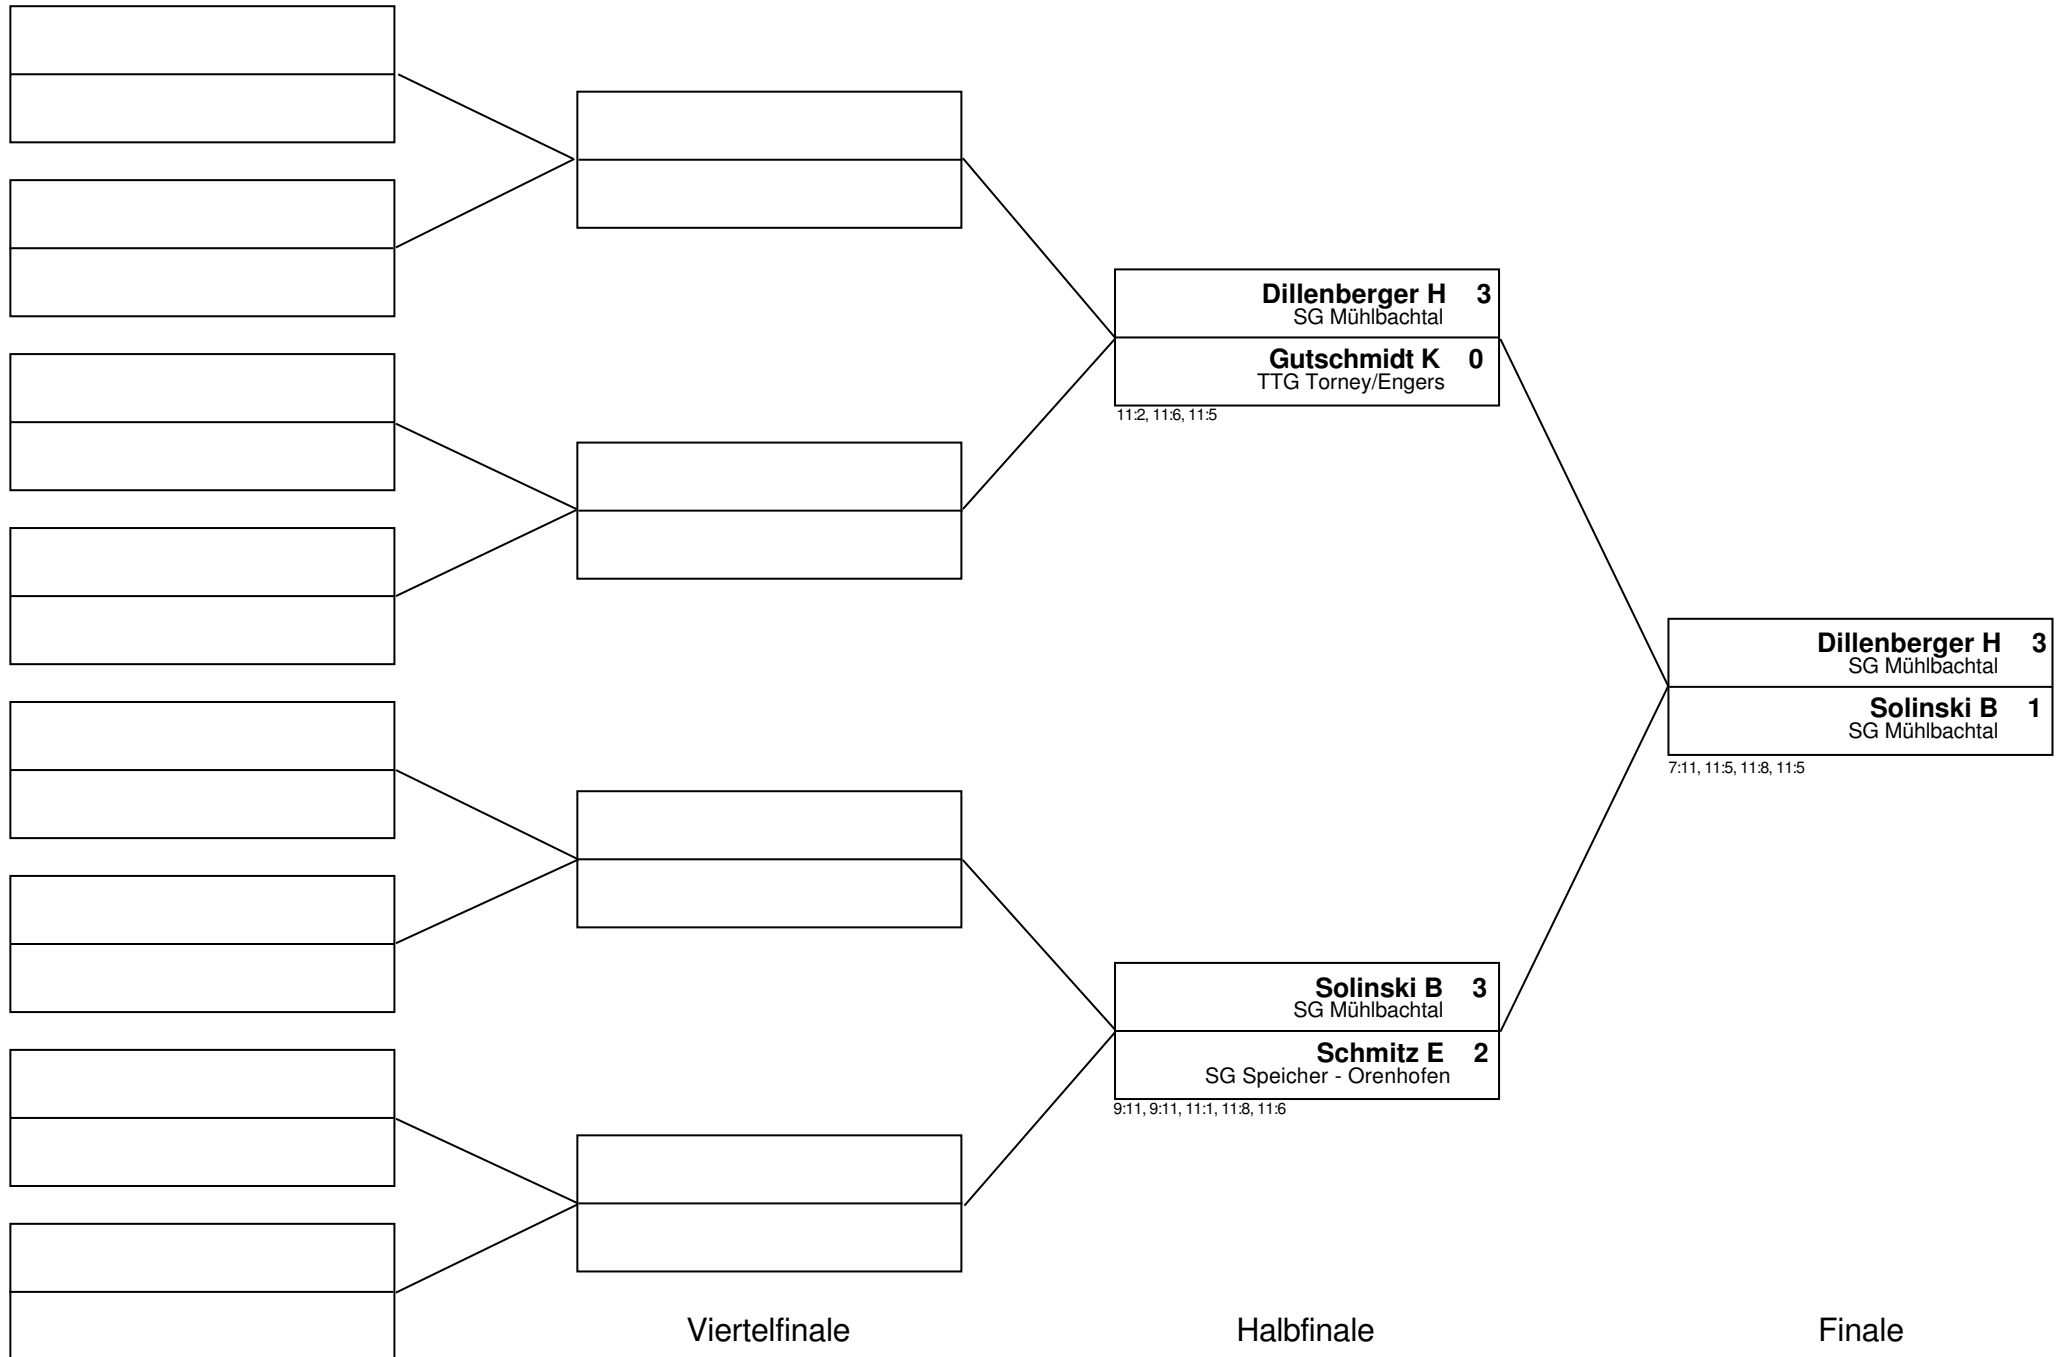 Dillenberger H 3
SG Mühlbachtal
Gutschmidt K 0
TTG Torney/Engers
11:2, 11:6, 11:5
Dillenberger H 3
SG Mühlbachtal
Solinski B 1
SG Mühlbachtal
7:11, 11:5, 11:8, 11:5
Solinski B 3
SG Mühlbachtal
Schmitz E 2
SG Speicher - Orenhofen
9:11, 9:11, 11:1, 11:8, 11:6
Viertelfinale
Halbfinale
Finale